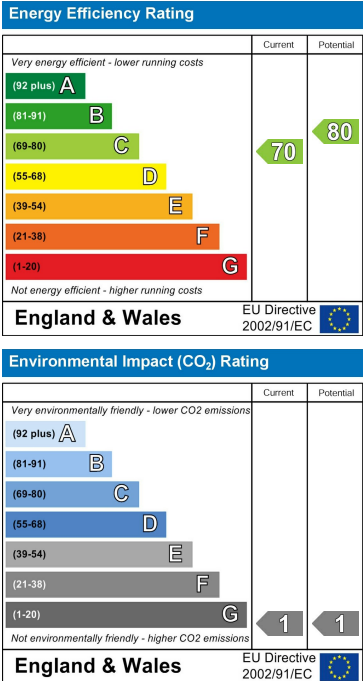 Energy Efficiency Rating
Current Potential
Very energy efficient - lower running costs
(92 plus) A
(81-91) B
(69-80) C
(55-68) D
(39-54) E
(21-38) F
(1-20) G
70
80
Not energy efficient - higher running costs
England & Wales
EU Directive
2002/91/EC
Environmental Impact (CO₂) Rating
Current Potential
Very environmentally friendly - lower CO2 emissions
(92 plus) A
(81-91) B
(69-80) C
(55-68) D
(39-54) E
(21-38) F
(1-20) G
1
1
Not environmentally friendly - higher CO2 emissions
England & Wales
EU Directive
2002/91/EC